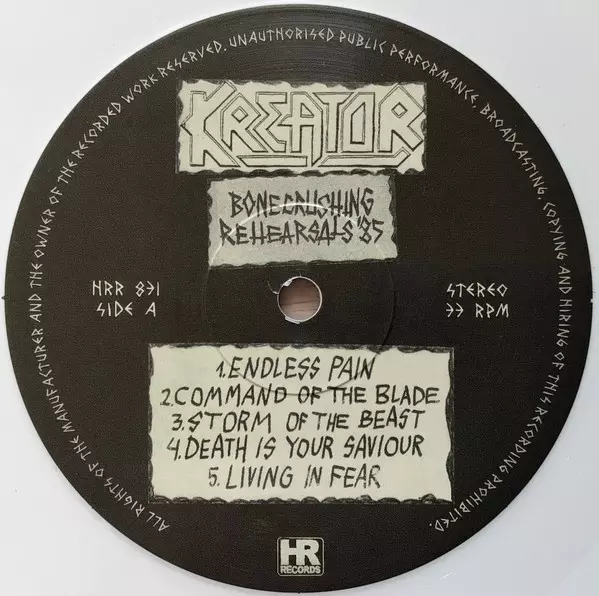 ALL RIGHTS OF THE MANUFACTURER AND THE OWNER OF THE RECORDED WORK RESERVED. UNAUTHORISED PUBLIC PERFORMANCE, BROADCASTING, COPYING AND HIRING OF THIS RECORDING PROHIBITED.
KREATOR
BONECRUSHING
REHEARSALS '85
HRR 831
SIDE A
STEREO
33 RPM
1. ENDLESS PAIN
2. COMMAND OF THE BLADE
3. STORM OF THE BEAST
4. DEATH IS YOUR SAVIOUR
5. LIVING IN FEAR
HR
RECORDS